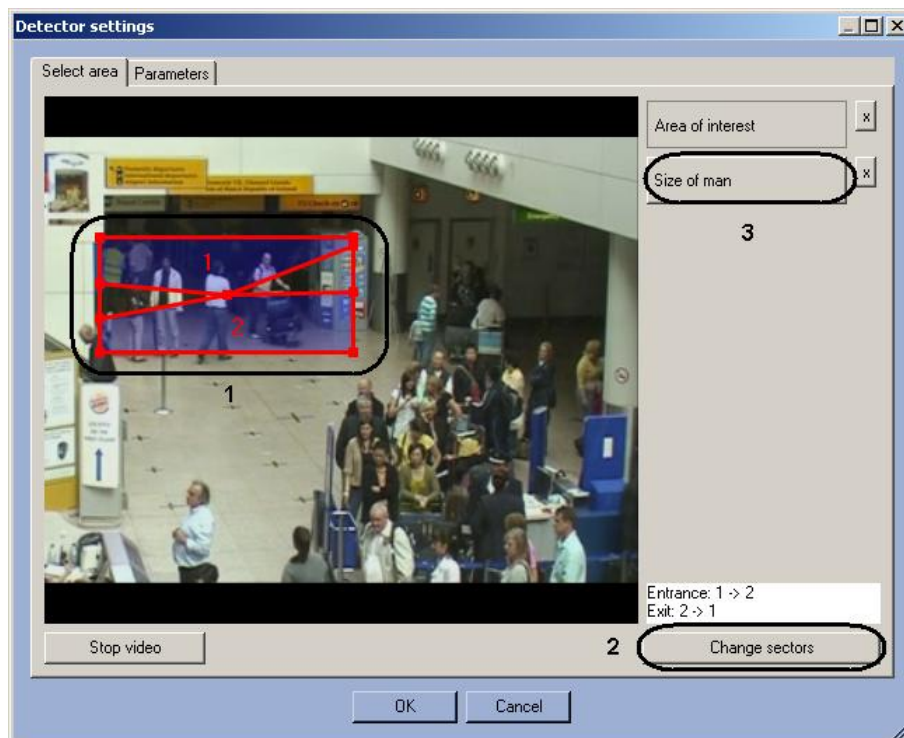 Detector settings
Select area
Parameters
Area of interest
x
Size of man
x
3
1
2
1
Entrance: 1 -> 2
Exit: 2 -> 1
Stop video
2
Change sectors
OK
Cancel